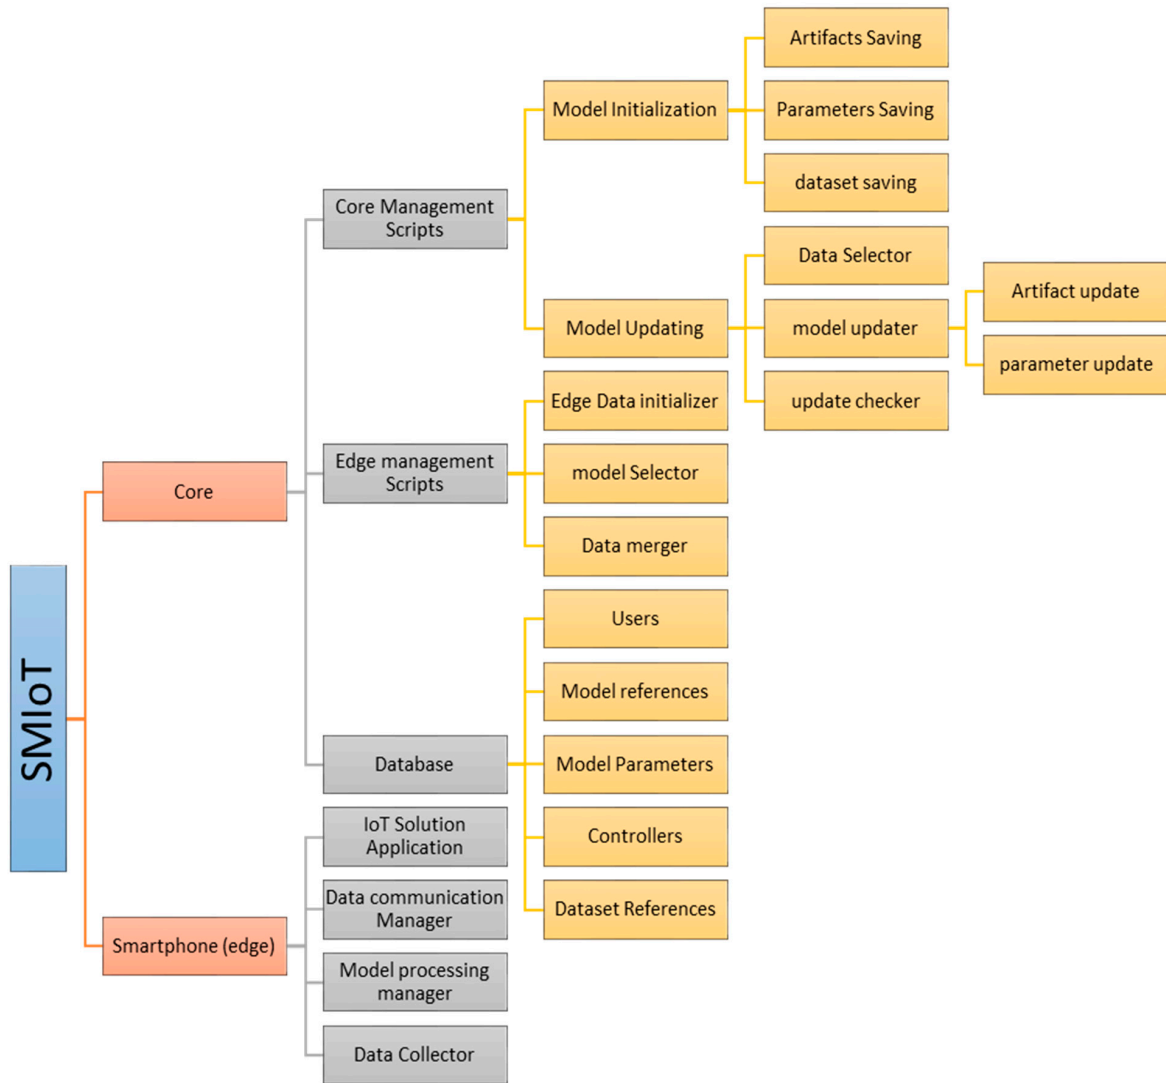 SMIoT
Core
Smartphone (edge)
Core Management
Scripts
Edge management
Scripts
Database
IoT Solution
Application
Data communication
Manager
Model processing
manager
Data Collector
Model Initialization
Model Updating
Edge Data initializer
model Selector
Data merger
Users
Model references
Model Parameters
Controllers
Dataset References
Artifacts Saving
Parameters Saving
dataset saving
Data Selector
model updater
update checker
Artifact update
parameter update